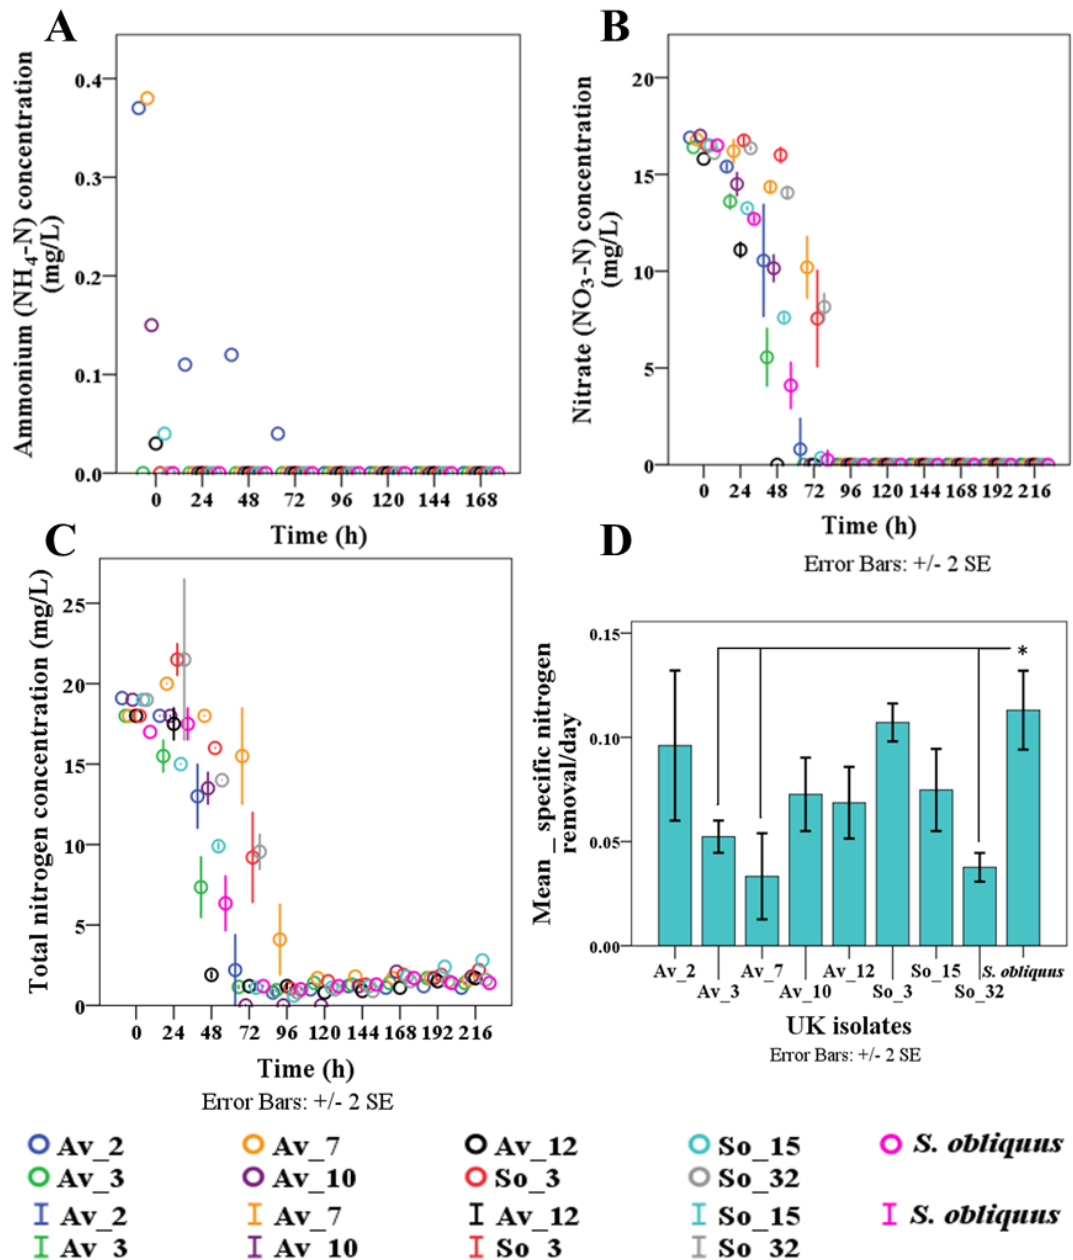 A
Ammonium (NH4-N) concentration
(mg/L)
0.4
0.3
0.2
0.1
0.0
0 24 48 72 96 120 144 168
Time (h)
B
Nitrate (NO3-N) concentration
(mg/L)
20
15
10
5
0
0 24 48 72 96 120 144 168 192 216
Time (h)
Error Bars: +/- 2 SE
C
Total nitrogen concentration (mg/L)
25
20
15
10
5
0
0 24 48 72 96 120 144 168 192 216
Time (h)
Error Bars: +/- 2 SE
D
Mean _ specific nitrogen
removal/day
0.15
0.10
0.05
0.00
*
Av_2 Av_7 Av_12 So_15 S. obliquus
Av_3 Av_10 So_3 So_32
UK isolates
Error Bars: +/- 2 SE
Av_2 Av_7 Av_12 So_15 S. obliquus
Av_3 Av_10 So_3 So_32
Av_2 Av_7 Av_12 So_15 S. obliquus
Av_3 Av_10 So_3 So_32